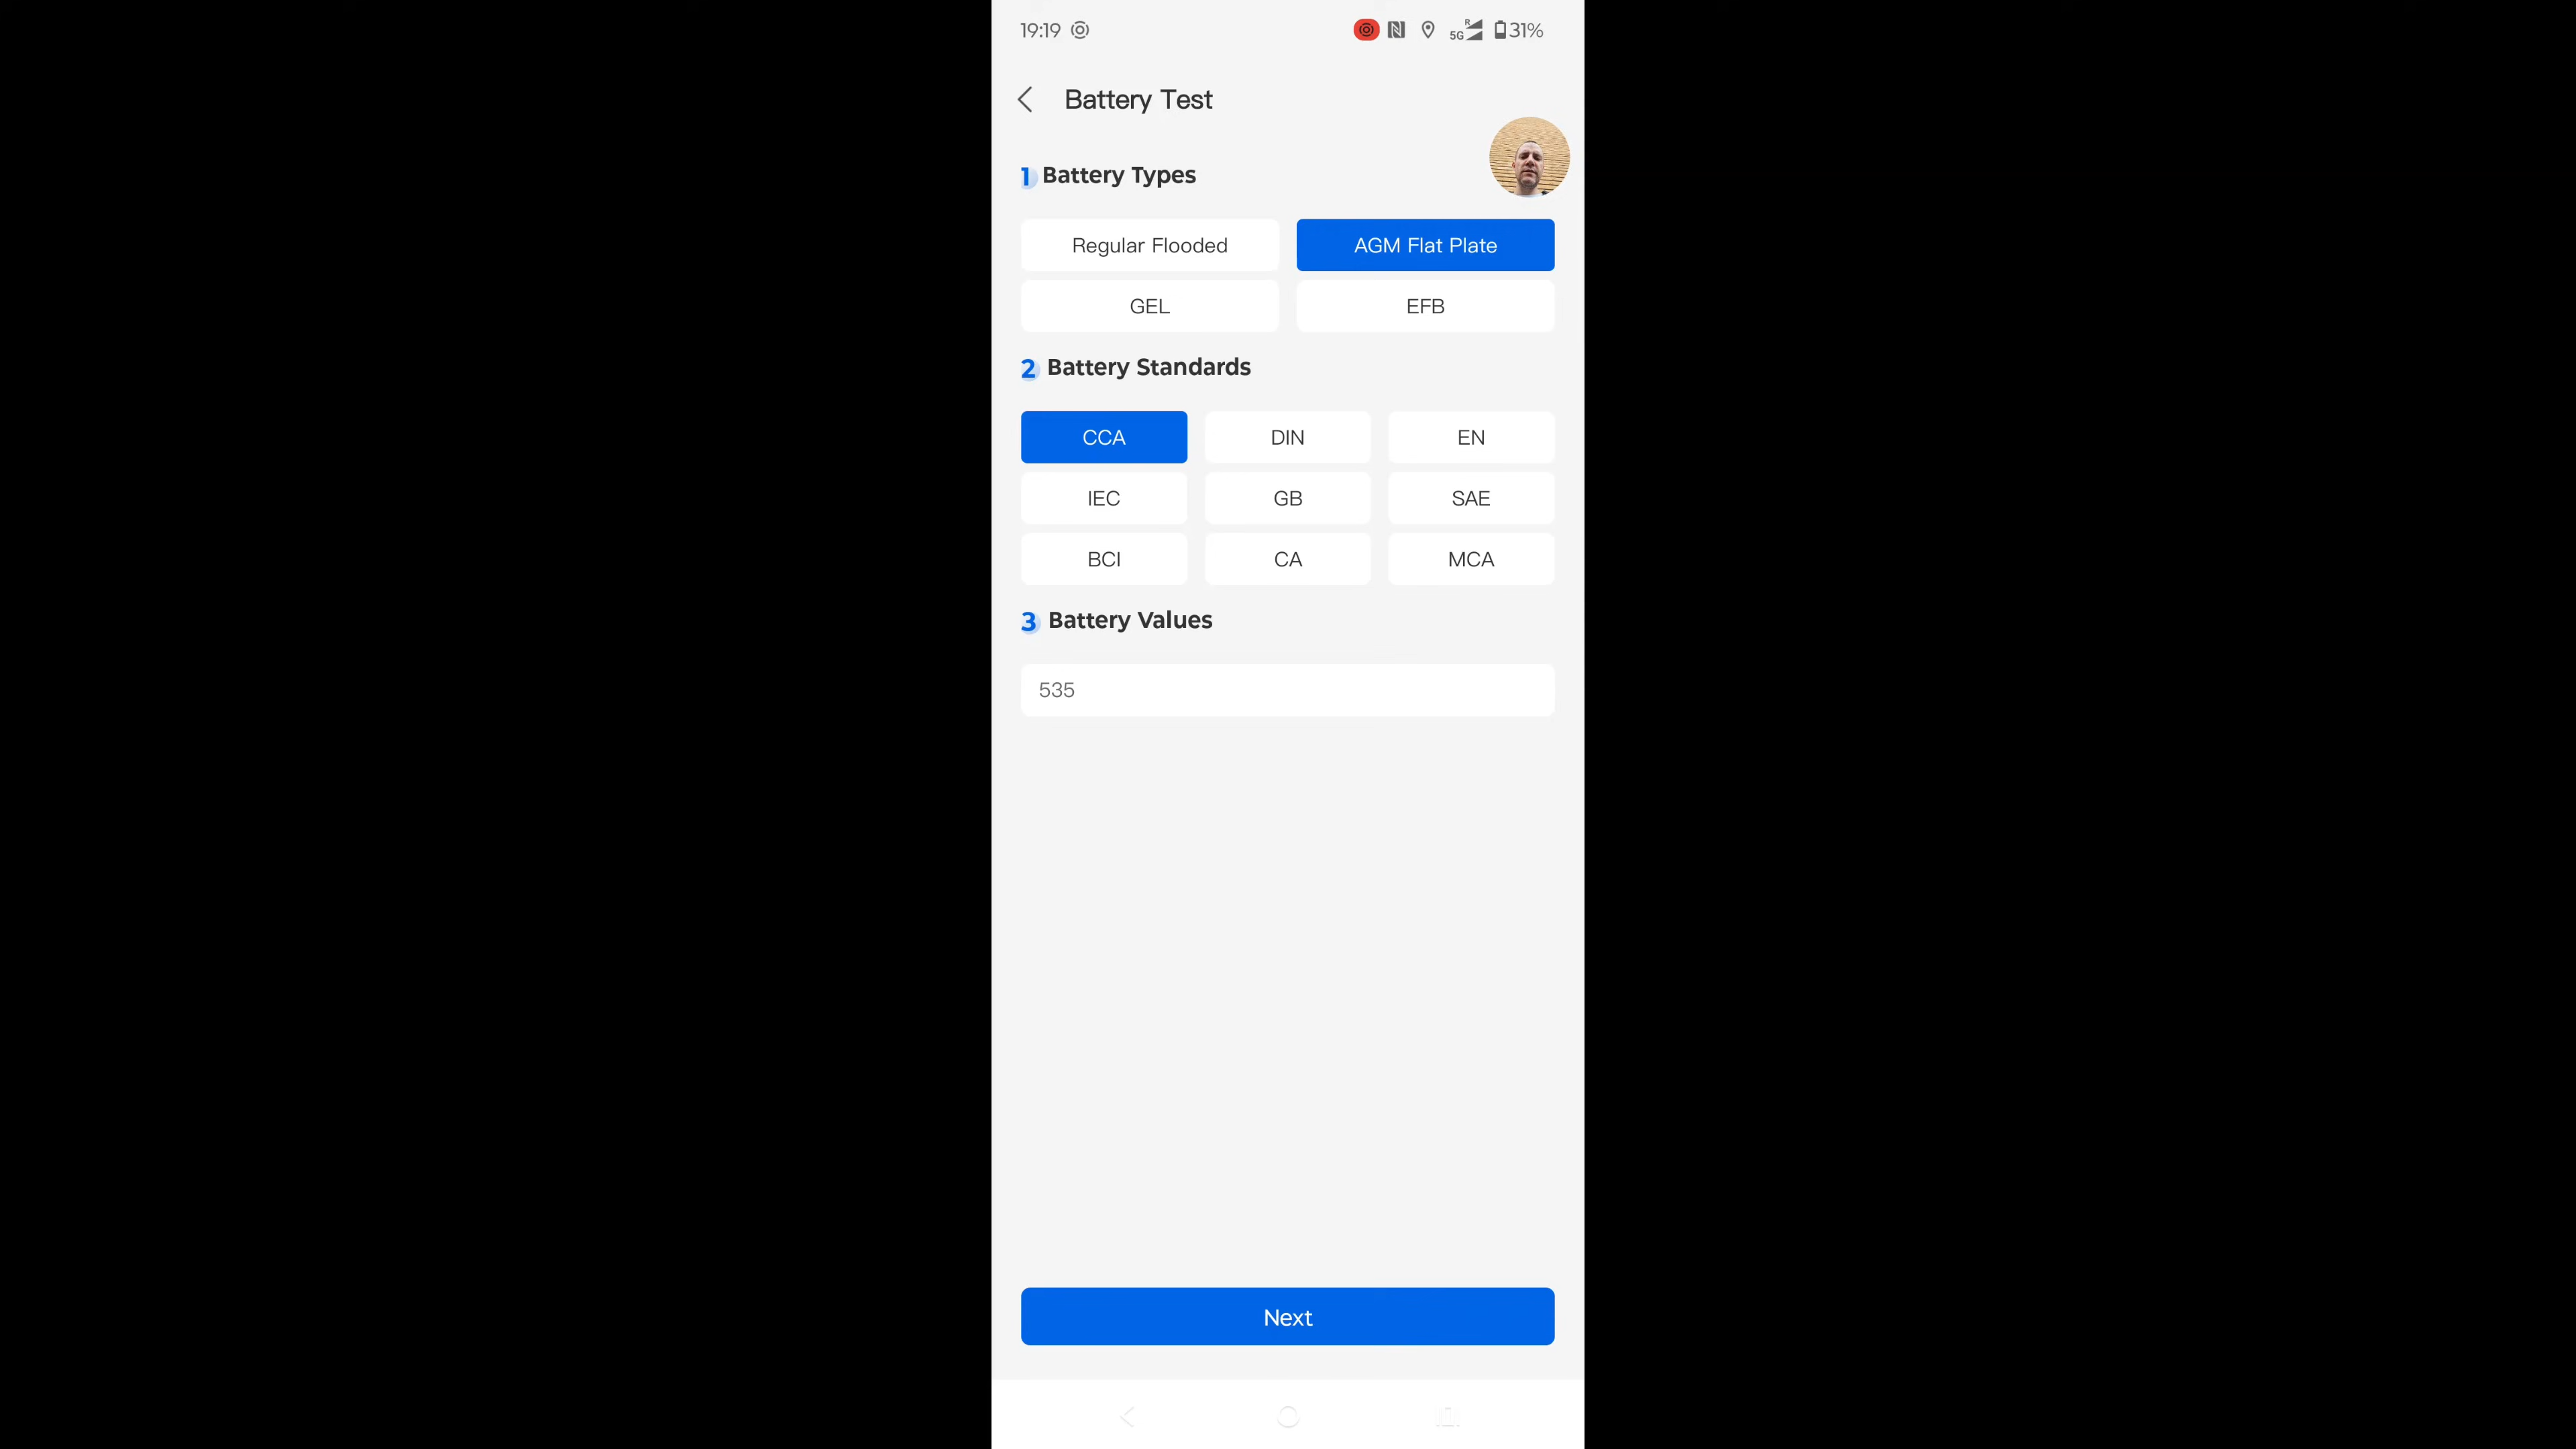 19:19 R 5G 31%
Battery Test
1 Battery Types
Regular Flooded AGM Flat Plate
GEL EFB
2 Battery Standards
CCA DIN EN
IEC GB SAE
BCI CA MCA
3 Battery Values
535
Next